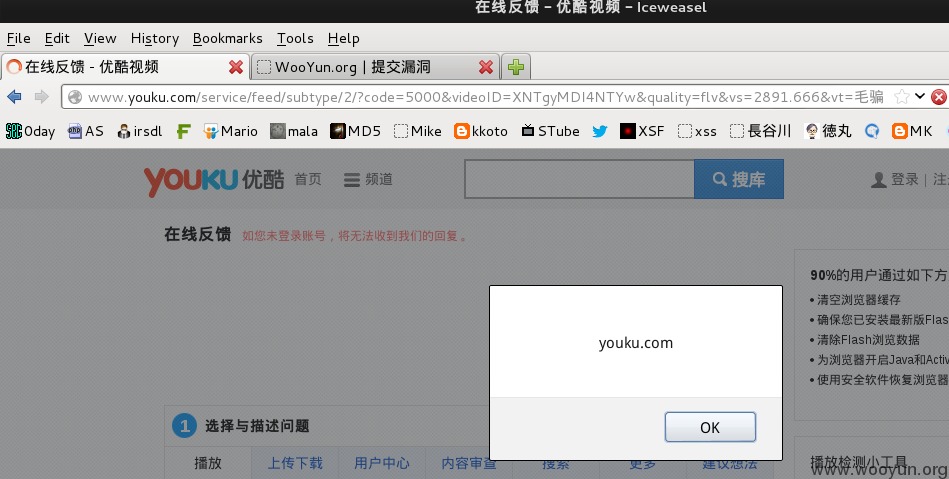 在线反馈 - 优酷视频 - Iceweasel
File Edit View History Bookmarks Tools Help
在线反馈 - 优酷视频 WooYun.org | 提交漏洞
www.youku.com/service/feed/subtype/2/?code=5000&videoID=XNTgyMDI4NTYw&quality=flv&vs=2891.666&vt=毛骗
0day AS irsdl Mario mala MD5 Mike kkoto STube XSF xss 長谷川 徳丸 MK
youku 优酷 首页 频道 搜库 登录 | 注
在线反馈 如您未登录账号，将无法收到我们的回复。
90%的用户通过如下方
• 清空浏览器缓存
• 确保您已安装最新版Flas
• 清除Flash浏览数据
• 为浏览器开启Java和Activ
• 使用安全软件恢复浏览器
youku.com
OK
1 选择与描述问题
播放 上传下载 用户中心 内容审查 搜索 更多 建议想法
播放检测小工具
www.wooyun.org